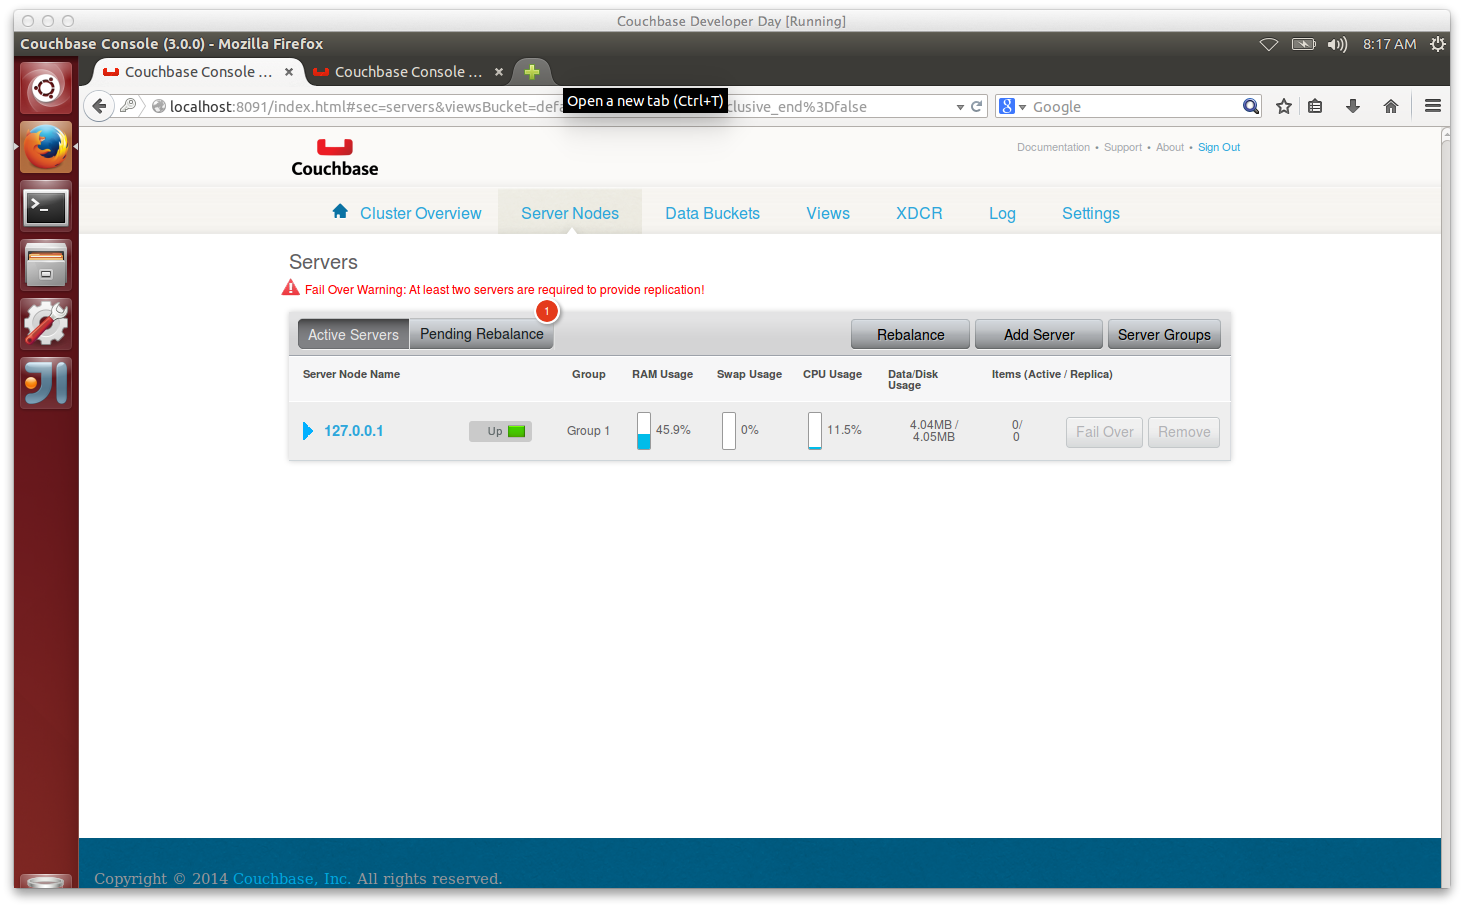 Couchbase Developer Day [Running]
Couchbase Console (3.0.0) - Mozilla Firefox
8:17 AM
Couchbase Console ...
Couchbase Console ...
localhost:8091/index.html#sec=servers&viewsBucket=defa
Open a new tab (Ctrl+T)
clusive_end%3Dfalse
8
Google
Couchbase
Documentation • Support • About • Sign Out
Cluster Overview
Server Nodes
Data Buckets
Views
XDCR
Log
Settings
Servers
Fail Over Warning: At least two servers are required to provide replication!
1
Active Servers
Pending Rebalance
Rebalance
Add Server
Server Groups
Server Node Name
Group
RAM Usage
Swap Usage
CPU Usage
Data/Disk
Usage
Items (Active / Replica)
127.0.0.1
Up
Group 1
45.9%
0%
11.5%
4.04MB /
4.05MB
0/
0
Fail Over
Remove
Copyright © 2014 Couchbase, Inc. All rights reserved.